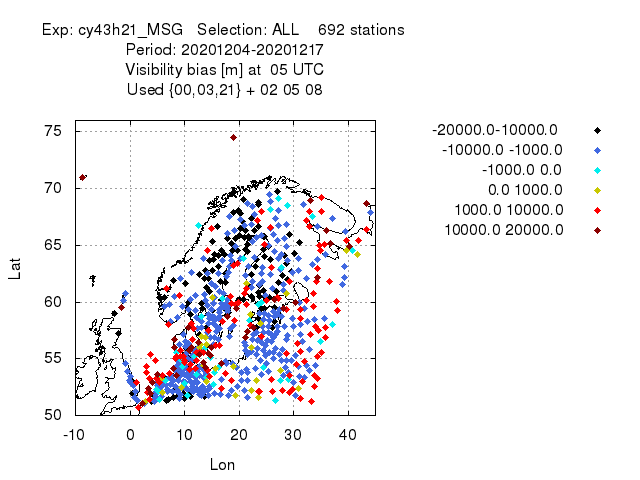 Exp: cy43h21_MSG   Selection: ALL    692 stations
Period: 20201204-20201217
Visibility bias [m] at  05 UTC
Used {00,03,21} + 02 05 08
-20000.0-10000.0
-10000.0 -1000.0
-1000.0 0.0
0.0 1000.0
1000.0 10000.0
10000.0 20000.0
75
70
65
60
55
50
Lat
-10 0 10 20 30 40
Lon